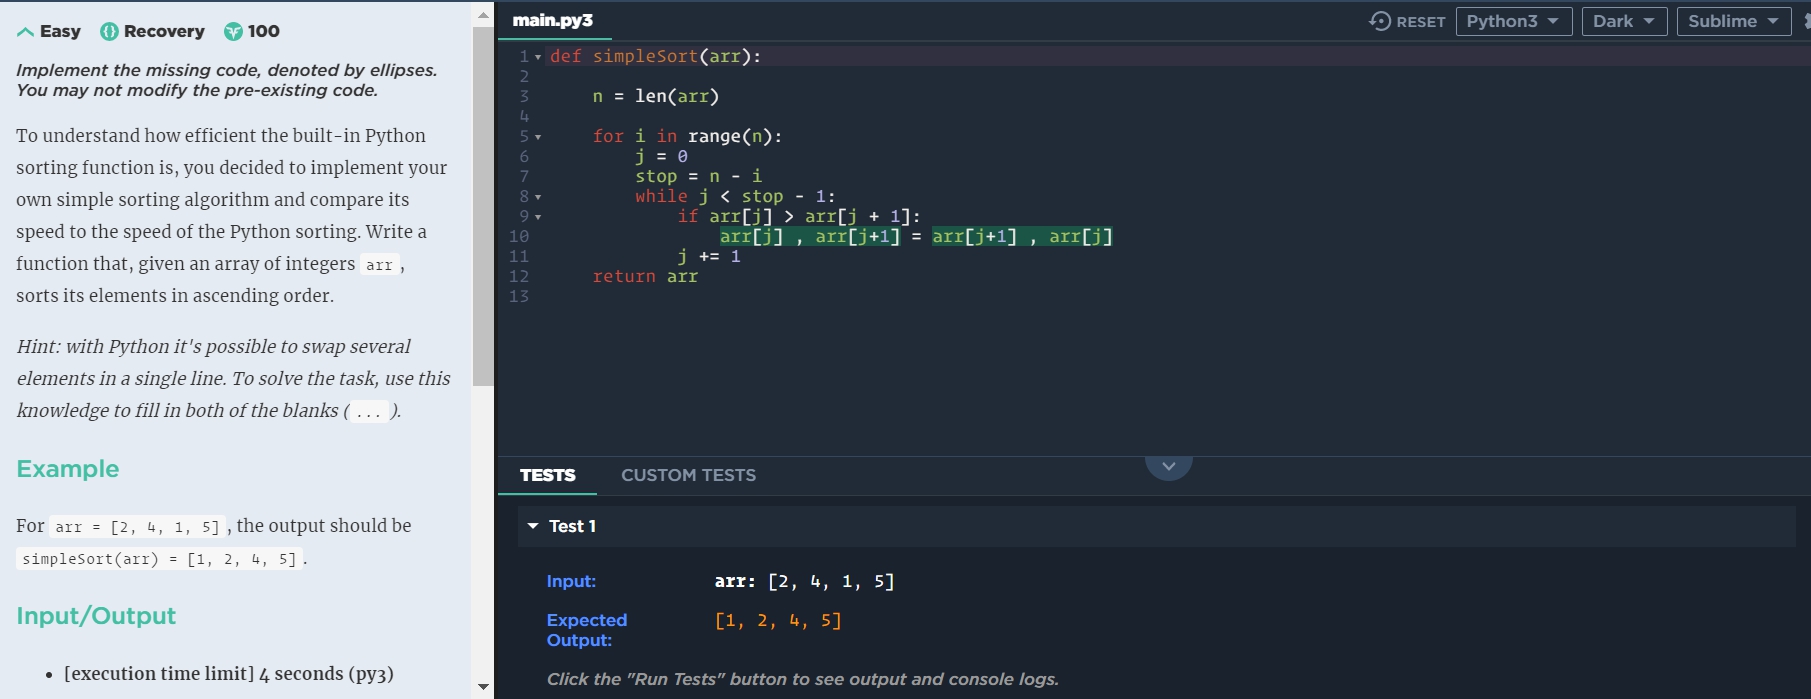 Easy Recovery 100
Implement the missing code, denoted by ellipses.
You may not modify the pre-existing code.
To understand how efficient the built-in Python
sorting function is, you decided to implement your
own simple sorting algorithm and compare its
speed to the speed of the Python sorting. Write a
function that, given an array of integers arr ,
sorts its elements in ascending order.
Hint: with Python it's possible to swap several
elements in a single line. To solve the task, use this
knowledge to fill in both of the blanks ( ... ).
Example
For arr = [2, 4, 1, 5] , the output should be
simpleSort(arr) = [1, 2, 4, 5] .
Input/Output
• [execution time limit] 4 seconds (py3)
main.py3
RESET Python3 Dark Sublime
1 def simpleSort(arr):
2
3 n = len(arr)
4
5 for i in range(n):
6 j = 0
7 stop = n - i
8 while j < stop - 1:
9 if arr[j] > arr[j + 1]:
10 arr[j] , arr[j+1] = arr[j+1] , arr[j]
11 j += 1
12 return arr
13
TESTS CUSTOM TESTS
Test 1
Input: arr: [2, 4, 1, 5]
Expected [1, 2, 4, 5]
Output:
Click the "Run Tests" button to see output and console logs.